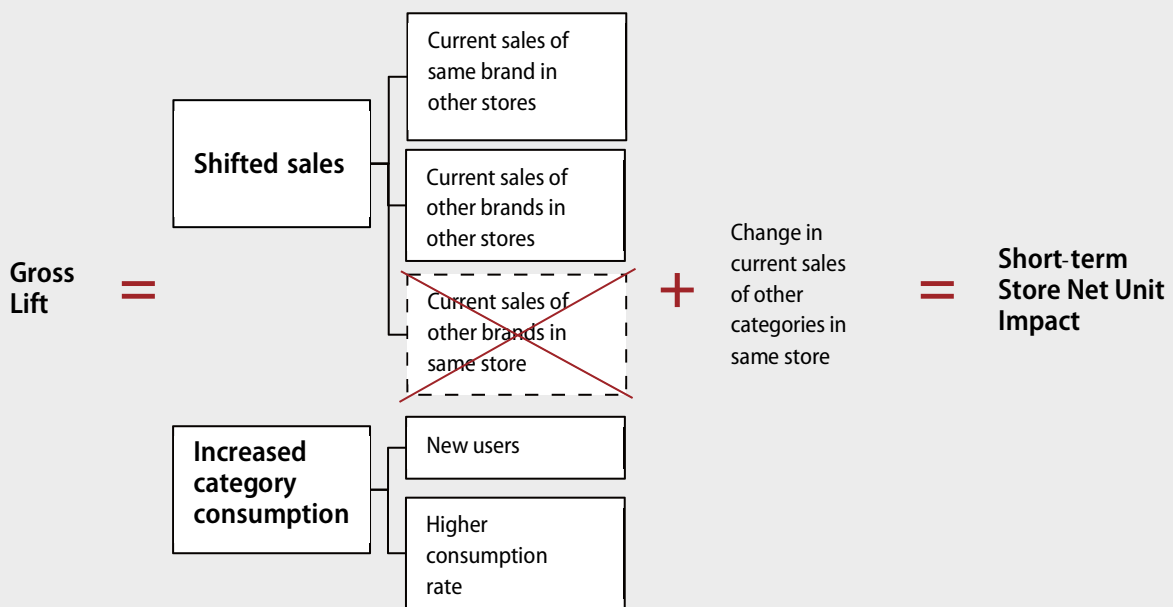 Gross
Lift
=
Shifted sales
Current sales of
same brand in
other stores
Current sales of
other brands in
other stores
Current sales of
other brands in
same store
Increased
category
consumption
New users
Higher
consumption
rate
+
Change in
current sales
of other
categories in
same store
=
Short-term
Store Net Unit
Impact